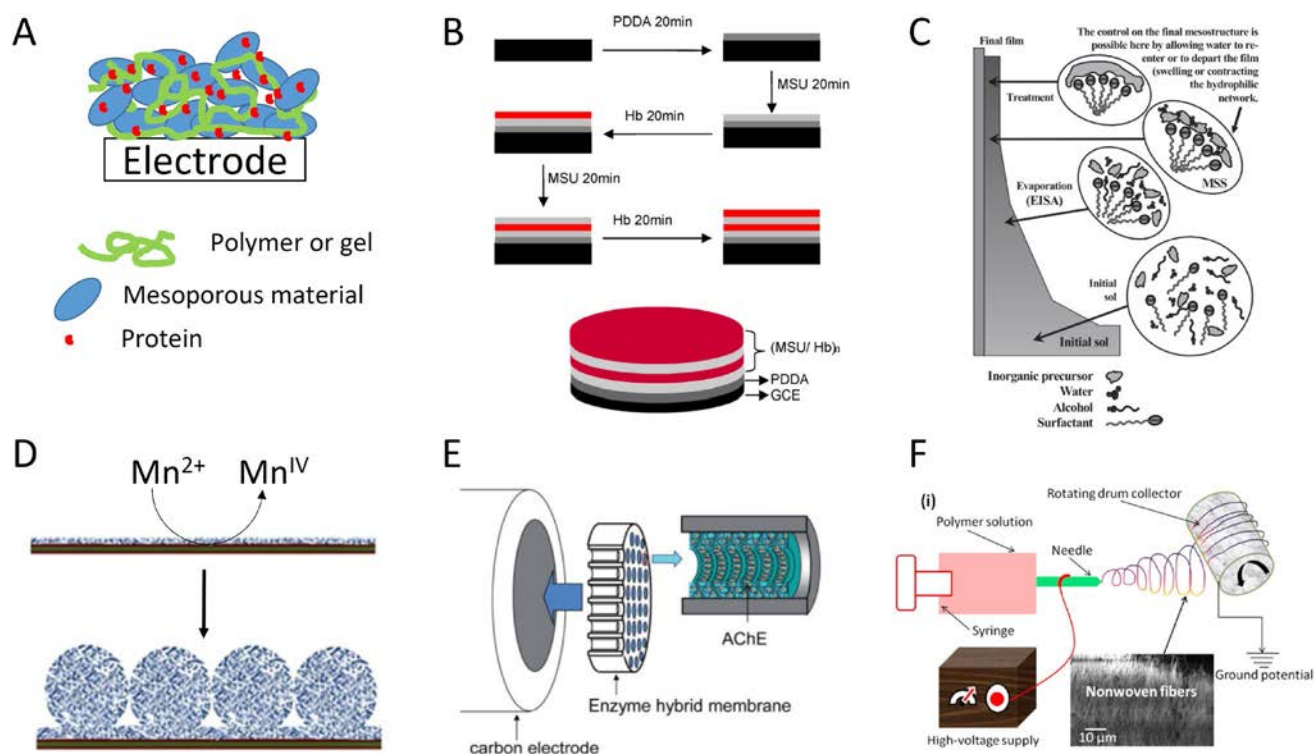 A
Electrode
Polymer or gel
Mesoporous material
Protein
B
PDDA 20min
MSU 20min
Hb 20min
MSU 20min
Hb 20min
(MSU/ Hb)n
PDDA
GCE
C
Final film
The control on the final mesostructure is
possible here by allowing water to re-
enter or to depart the film
(swelling or contracting
the hydrophilic
network.
Treatment
MSS
Evaporation
(EISA)
Initial
sol
Initial sol
Inorganic precursor
Water
Alcohol
Surfactant
D
Mn2+
MnIV
E
AChE
Enzyme hybrid membrane
carbon electrode
F
(i)
Rotating drum collector
Polymer solution
Needle
Syringe
Ground potential
Nonwoven fibers
10 µm
High-voltage supply